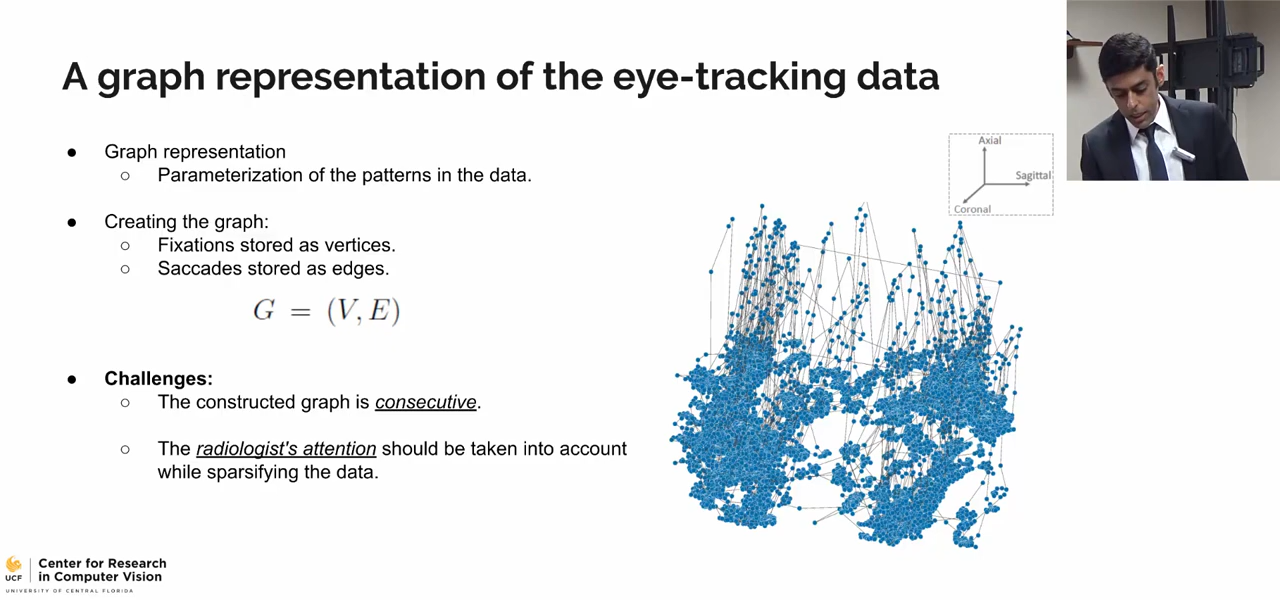 A graph representation of the eye-tracking data
● Graph representation
○ Parameterization of the patterns in the data.
● Creating the graph:
○ Fixations stored as vertices.
○ Saccades stored as edges.
G = (V, E)
● Challenges:
○ The constructed graph is consecutive.
○ The radiologist's attention should be taken into account
while sparsifying the data.
Axial
Sagittal
Coronal
UCF
Center for Research
in Computer Vision
UNIVERSITY OF CENTRAL FLORIDA